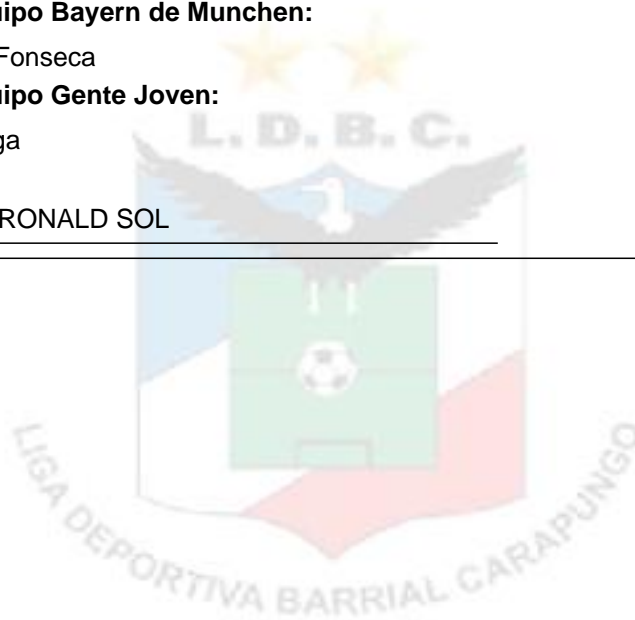 uipo Bayern de Munchen:
Fonseca
uipo Gente Joven:
ga
L. D. B. C.
RONALD SOL
LIGA DEPORTIVA BARRIAL CARAPUNGO